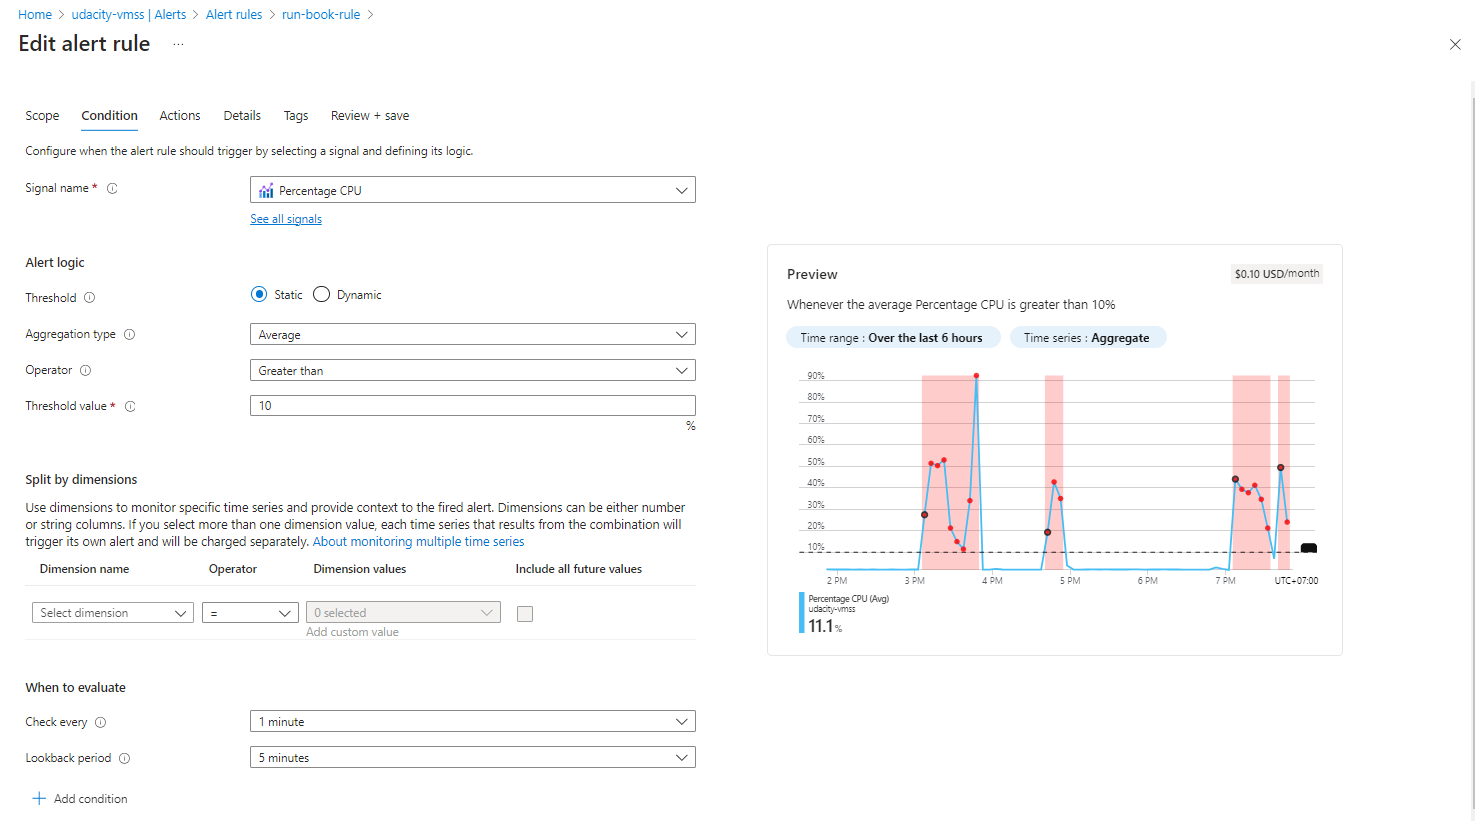 Home > udacity-vmss | Alerts > Alert rules > run-book-rule >
Edit alert rule ...
Scope Condition Actions Details Tags Review + save
Configure when the alert rule should trigger by selecting a signal and defining its logic.
Signal name * Percentage CPU
See all signals
Alert logic
Threshold Static Dynamic
Aggregation type Average
Operator Greater than
Threshold value * 10
%
Split by dimensions
Use dimensions to monitor specific time series and provide context to the fired alert. Dimensions can be either number
or string columns. If you select more than one dimension value, each time series that results from the combination will
trigger its own alert and will be charged separately. About monitoring multiple time series
Dimension name Operator Dimension values Include all future values
Select dimension = 0 selected
Add custom value
When to evaluate
Check every 1 minute
Lookback period 5 minutes
+ Add condition
Preview $0.10 USD/month
Whenever the average Percentage CPU is greater than 10%
Time range : Over the last 6 hours Time series : Aggregate
90%
80%
70%
60%
50%
40%
30%
20%
10%
2 PM 3 PM 4 PM 5 PM 6 PM 7 PM UTC+07:00
Percentage CPU (Avg)
udacity-vmss
11.1 %